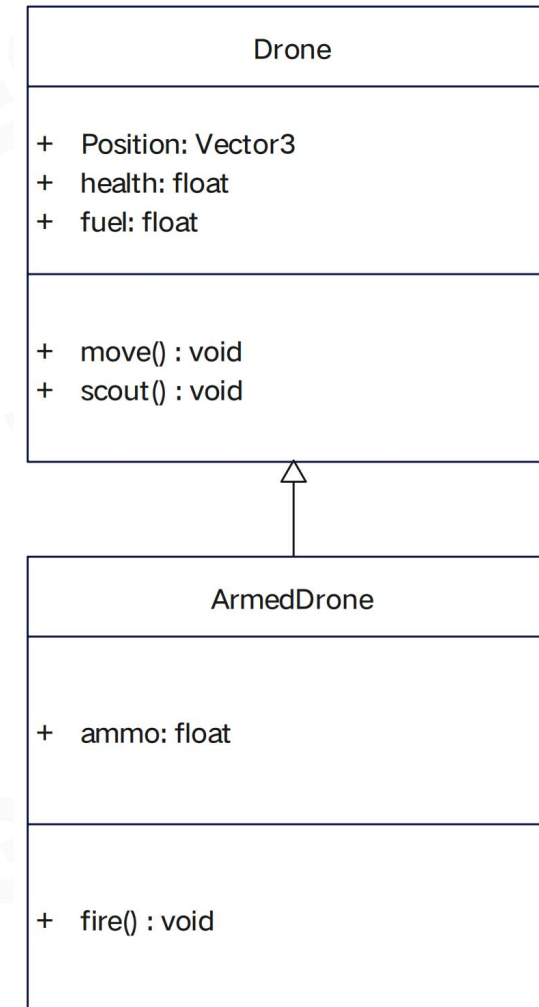 Drone
+ Position: Vector3
+ health: float
+ fuel: float
+ move() : void
+ scout() : void
ArmedDrone
+ ammo: float
+ fire() : void